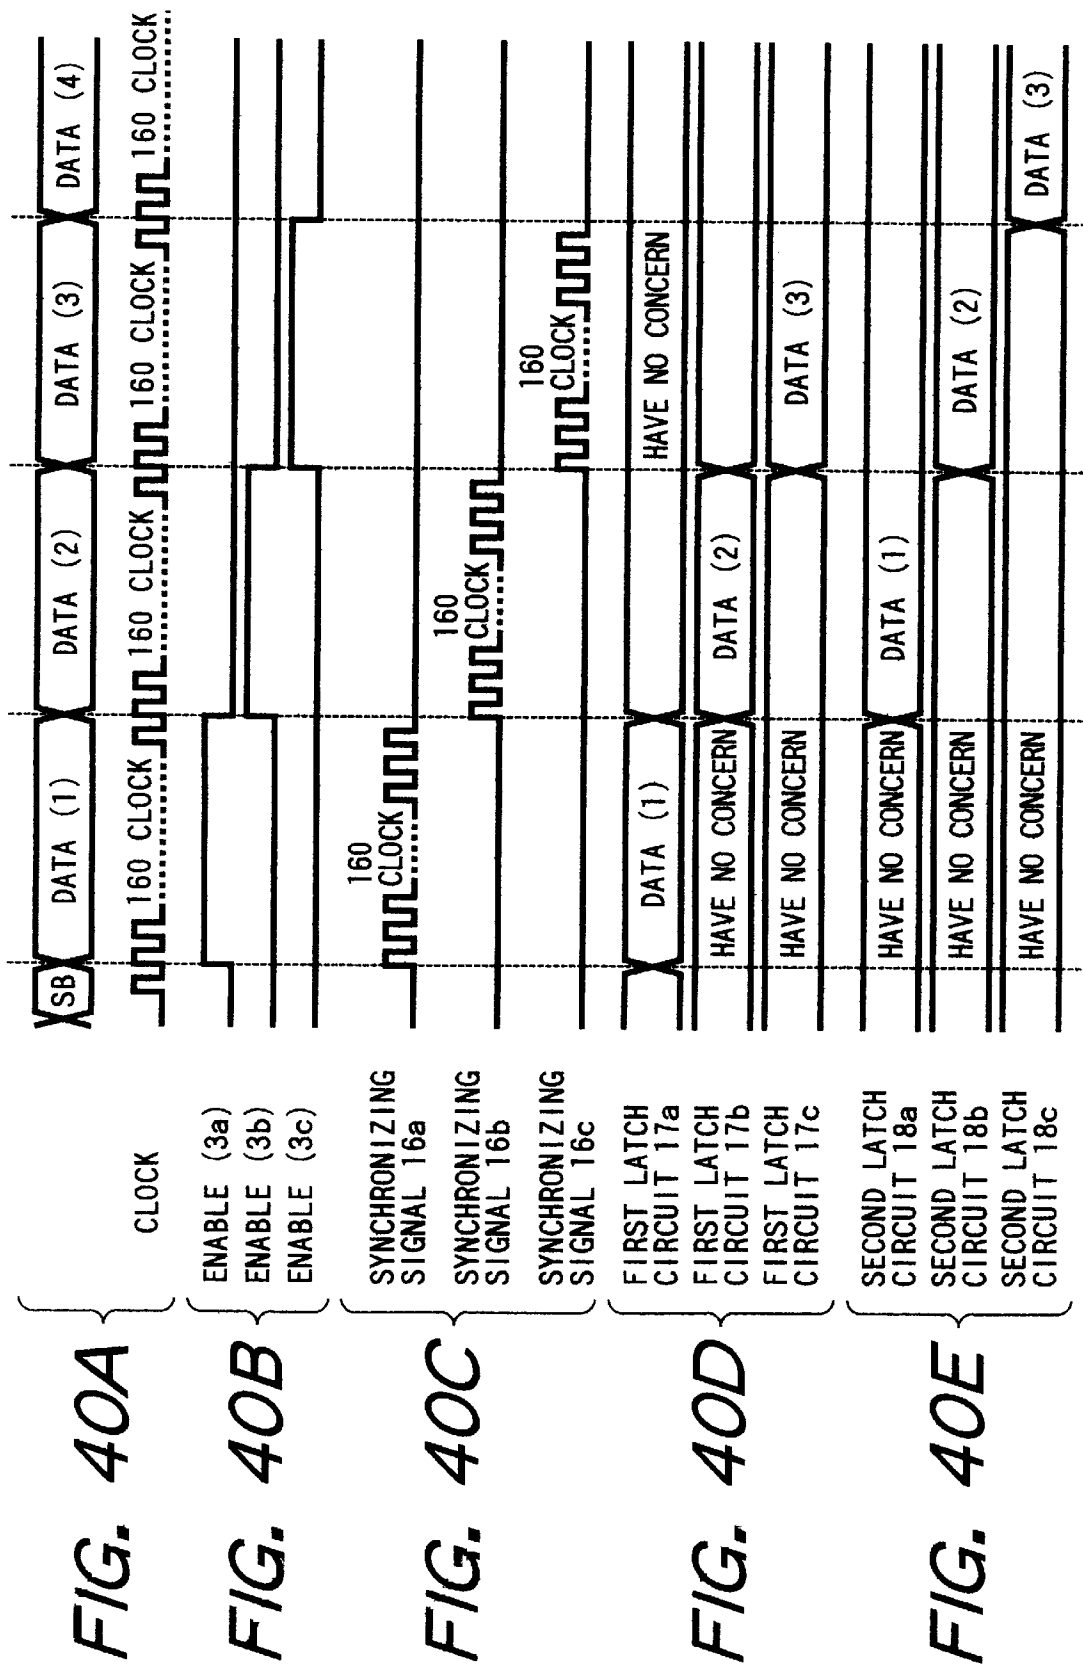 FIG. 40A
SB
DATA (1)
DATA (2)
DATA (3)
DATA (4)
CLOCK
160 CLOCK
160 CLOCK
160 CLOCK
160 CLOCK
FIG. 40B
ENABLE (3a)
ENABLE (3b)
ENABLE (3c)
FIG. 40C
SYNCHRONIZING
SIGNAL 16a
160
CLOCK
SYNCHRONIZING
SIGNAL 16b
160
CLOCK
SYNCHRONIZING
SIGNAL 16c
160
CLOCK
FIG. 40D
FIRST LATCH
CIRCUIT 17a
DATA (1)
HAVE NO CONCERN
FIRST LATCH
CIRCUIT 17b
HAVE NO CONCERN
DATA (2)
FIRST LATCH
CIRCUIT 17c
HAVE NO CONCERN
DATA (3)
FIG. 40E
SECOND LATCH
CIRCUIT 18a
HAVE NO CONCERN
DATA (1)
SECOND LATCH
CIRCUIT 18b
HAVE NO CONCERN
DATA (2)
SECOND LATCH
CIRCUIT 18c
HAVE NO CONCERN
DATA (3)